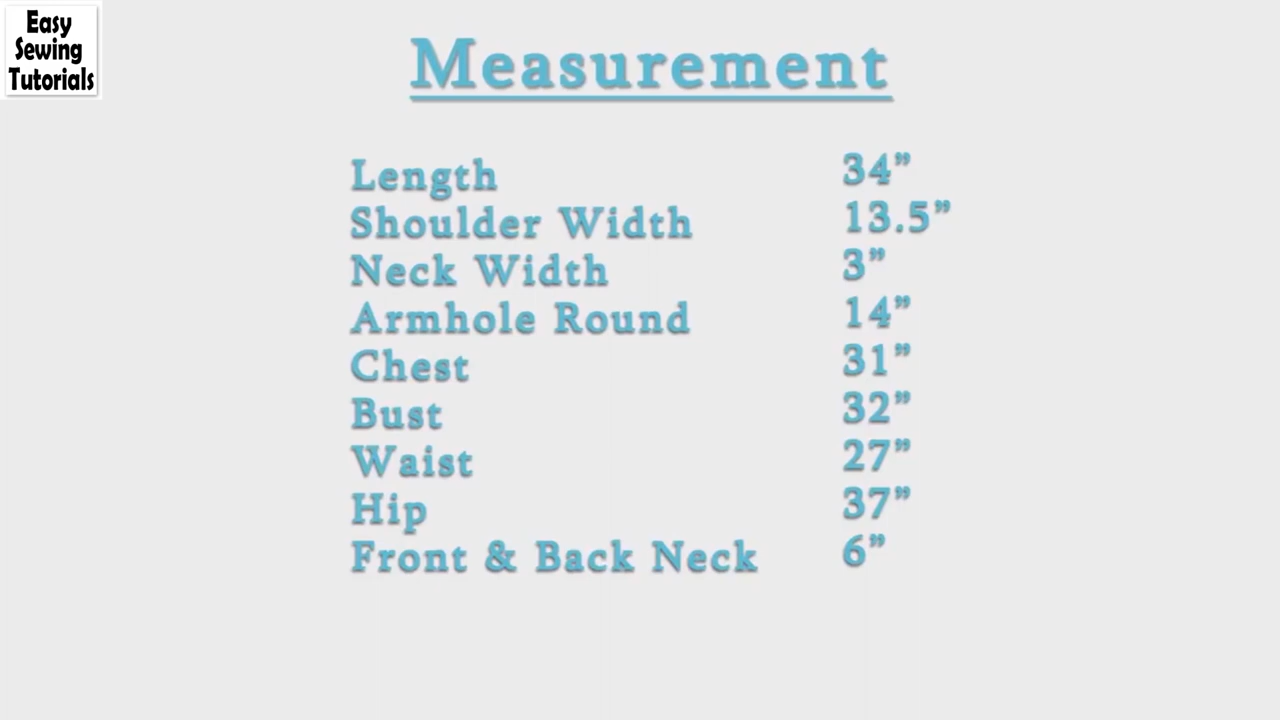 Easy
Sewing
Tutorials
Measurement
Length 34”
Shoulder Width 13.5”
Neck Width 3”
Armhole Round 14”
Chest 31”
Bust 32”
Waist 27”
Hip 37”
Front & Back Neck 6”